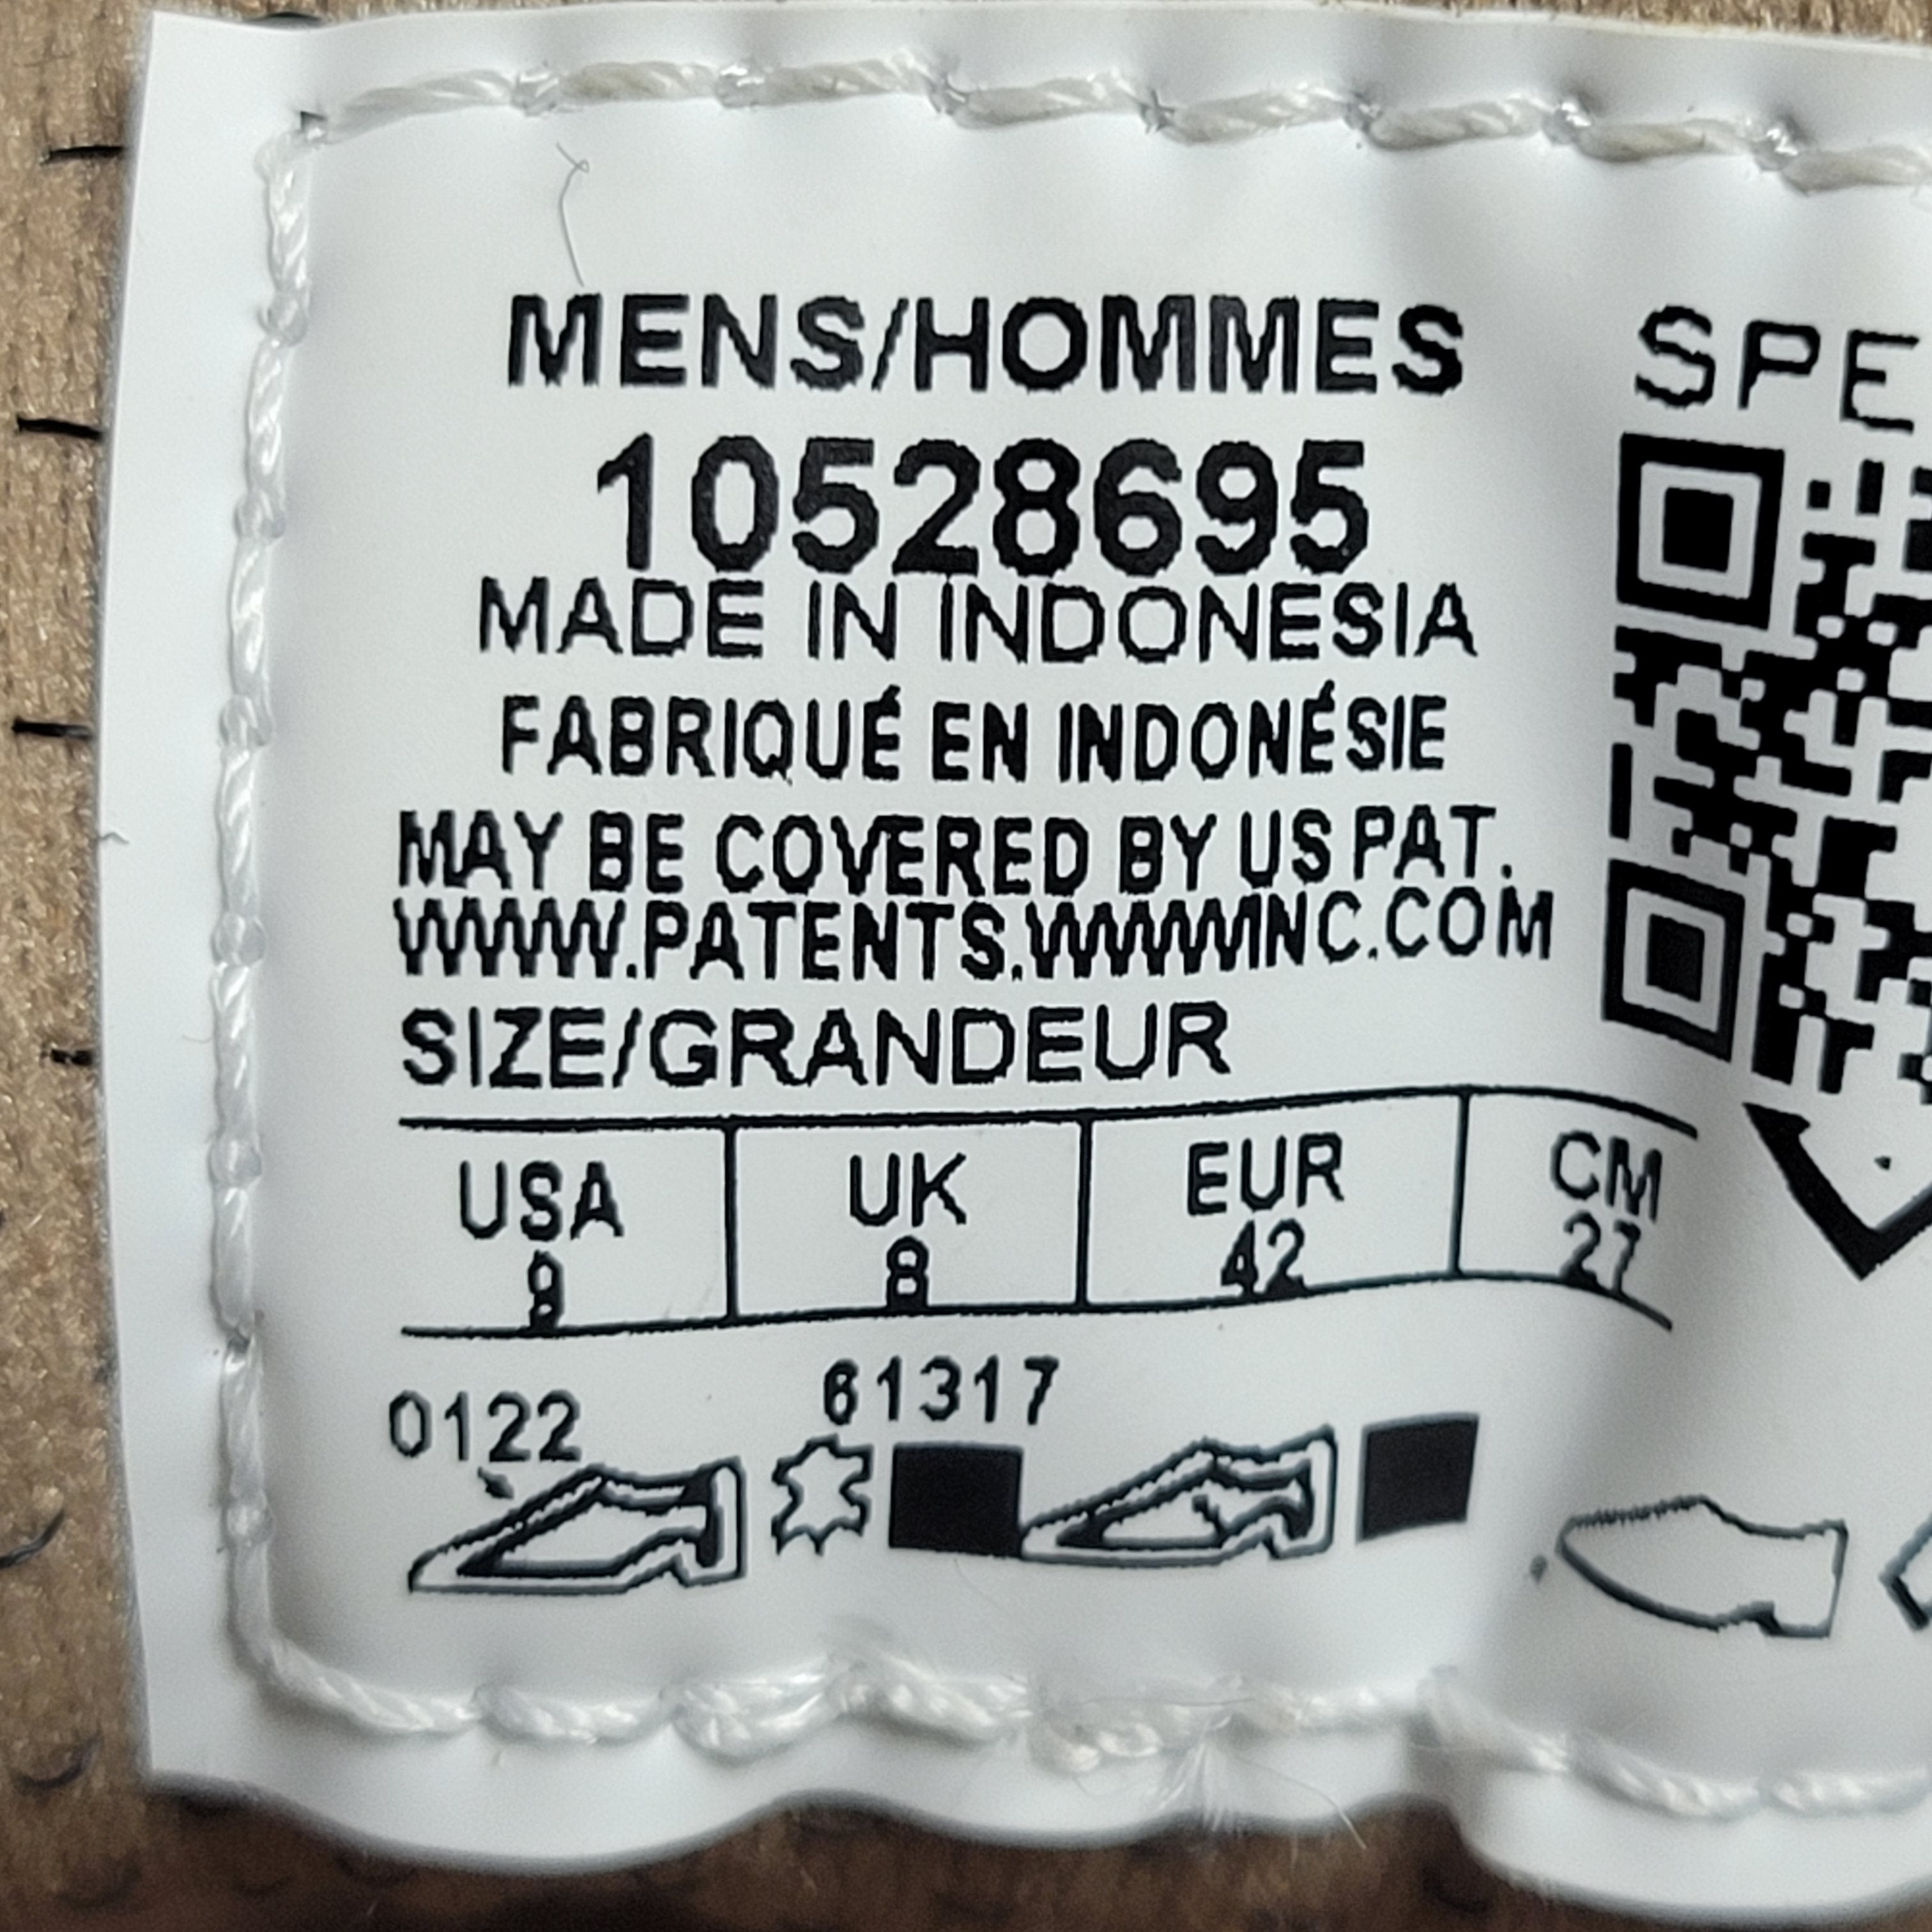 MENS/HOMMES
10528695
MADE IN INDONESIA
FABRIQUÉ EN INDONÉSIE
MAY BE COVERED BY US PAT.
WWW.PATENTS.WWWINC.COM
SIZE/GRANDEUR
USA UK EUR CM
9 8 42 27
0122 61317
SPE